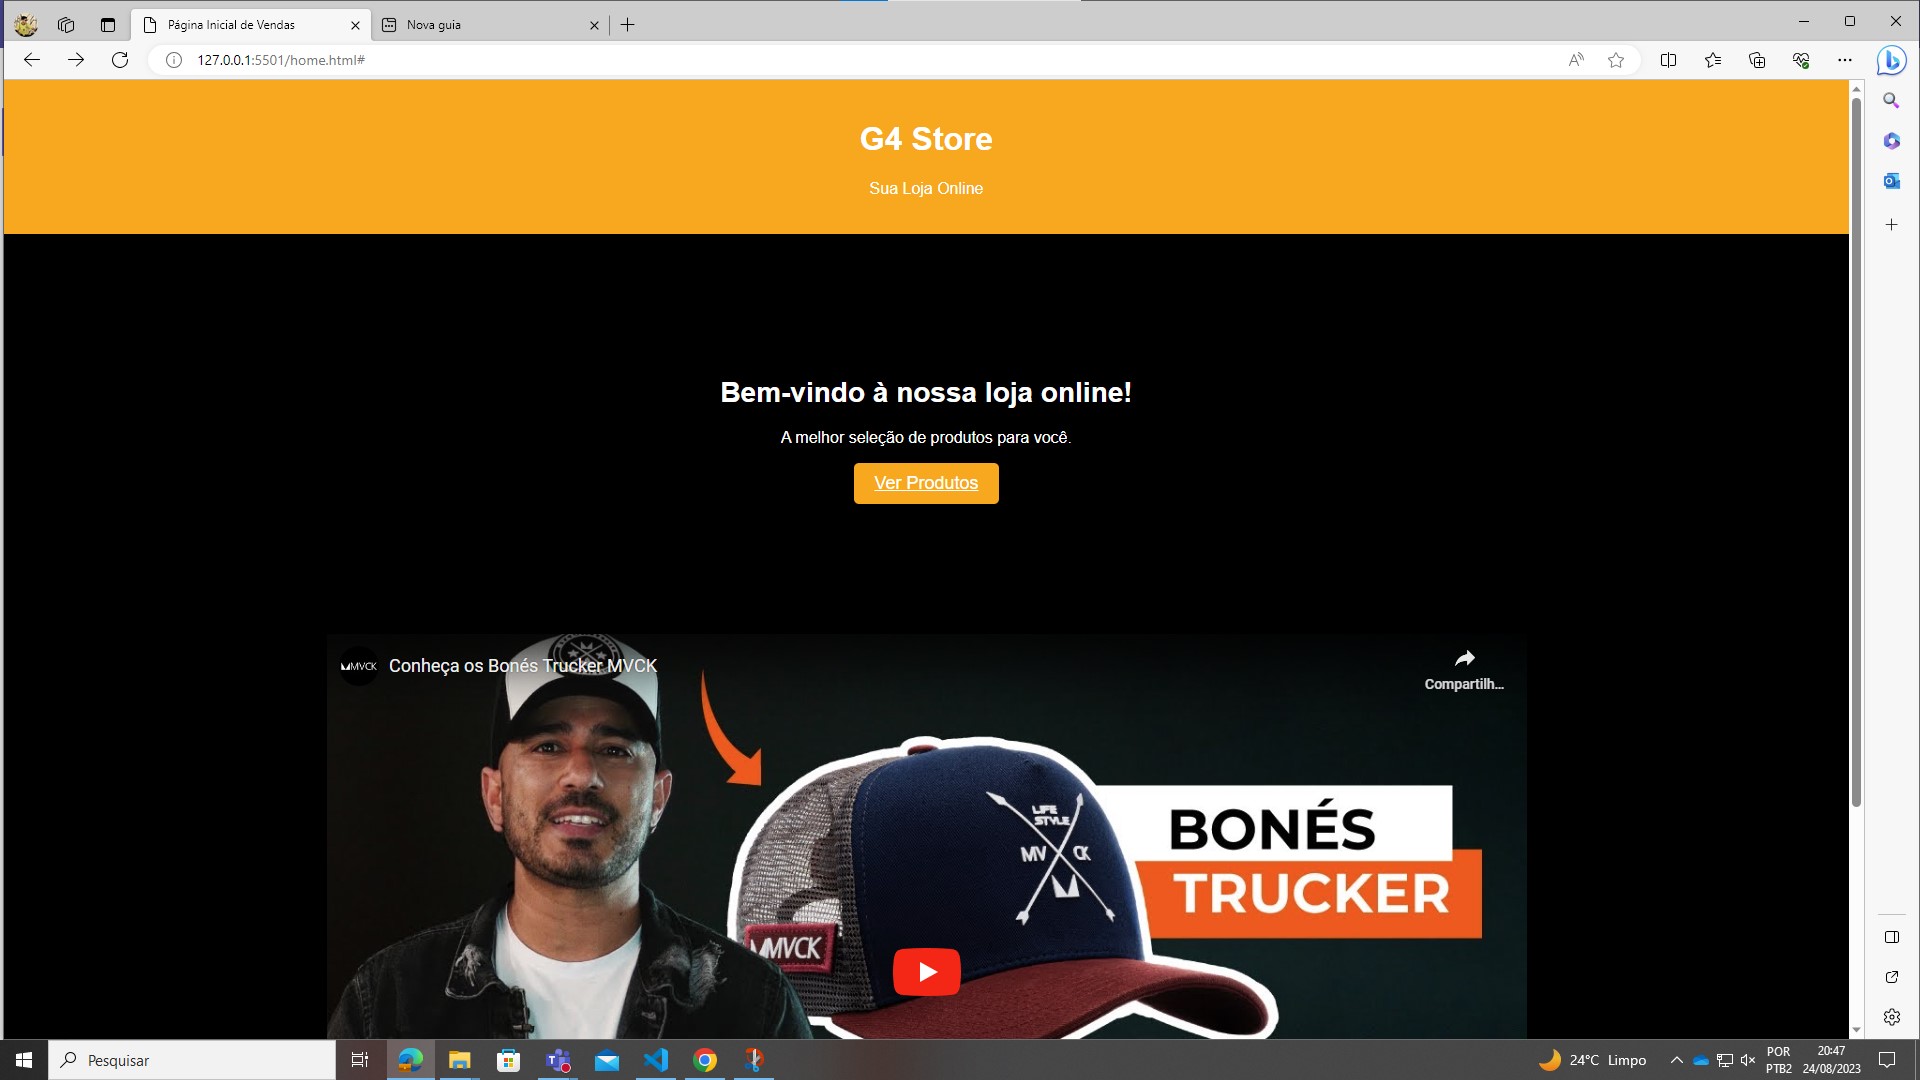 Página Inicial de Vendas
Nova guia
127.0.0.1:5501/home.html#
G4 Store
Sua Loja Online
Bem-vindo à nossa loja online!
A melhor seleção de produtos para você.
Ver Produtos
MVCK
Conheça os Bonés Trucker MVCK
Compartilh...
LIFE
STYLE
MV CK
BONÉS
TRUCKER
MVCK
Pesquisar
24°C Limpo
POR
PTB2
20:47
24/08/2023